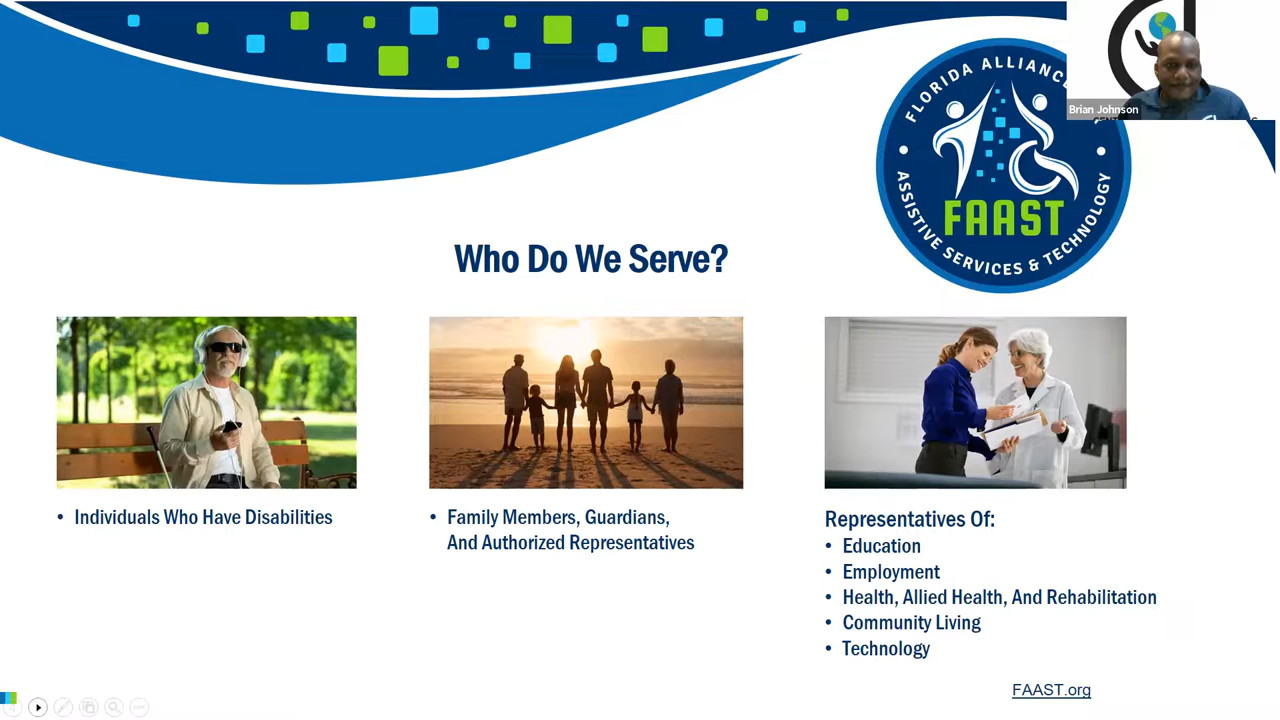 Brian Johnson
FLORIDA ALLIANCE
ASSISTIVE SERVICES & TECHNOLOGY
FAAST
Who Do We Serve?
• Individuals Who Have Disabilities
• Family Members, Guardians,
And Authorized Representatives
Representatives Of:
• Education
• Employment
• Health, Allied Health, And Rehabilitation
• Community Living
• Technology
FAAST.org